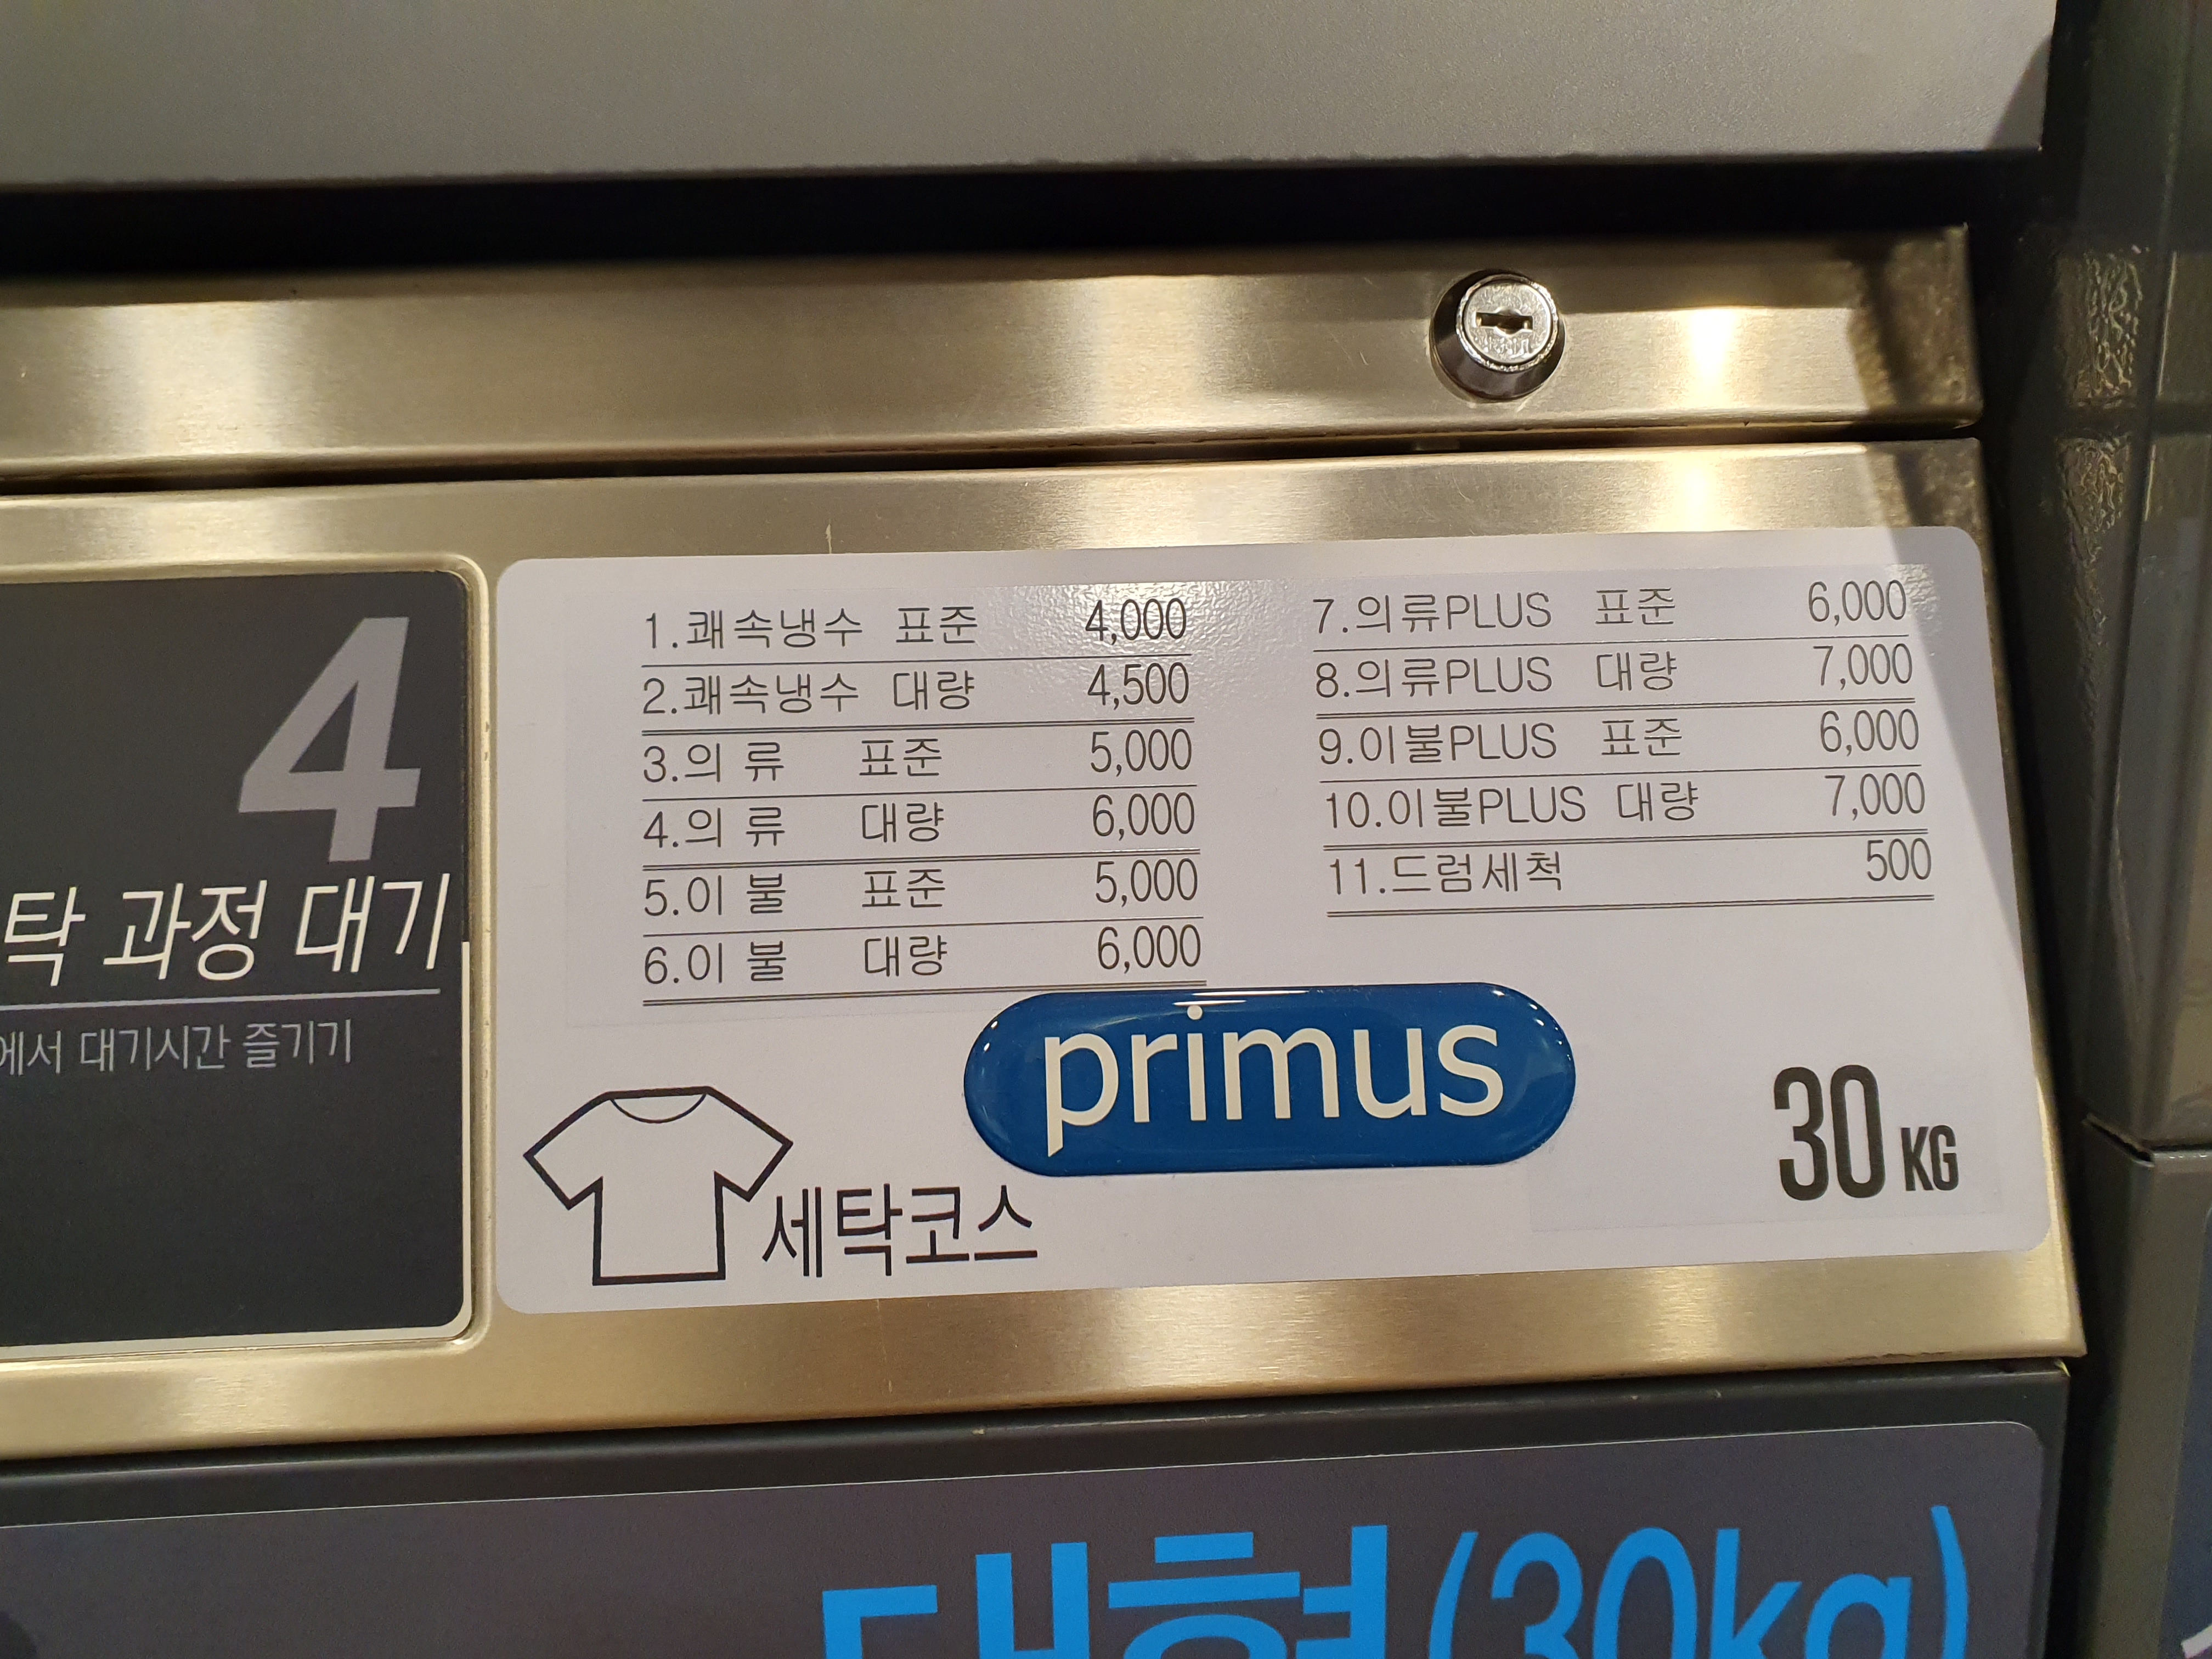 1.쾌속냉수 표준 4,000
2.쾌속냉수 대량 4,500
3.의 류 표준 5,000
4.의 류 대량 6,000
5.이 불 표준 5,000
6.이 불 대량 6,000
7.의류PLUS 표준 6,000
8.의류PLUS 대량 7,000
9.이불PLUS 표준 6,000
10.이불PLUS 대량 7,000
11.드럼세척 500
primus
세탁코스
30 KG
4
탁 과정 대기
에서 대기시간 즐기기
대형(30kg)